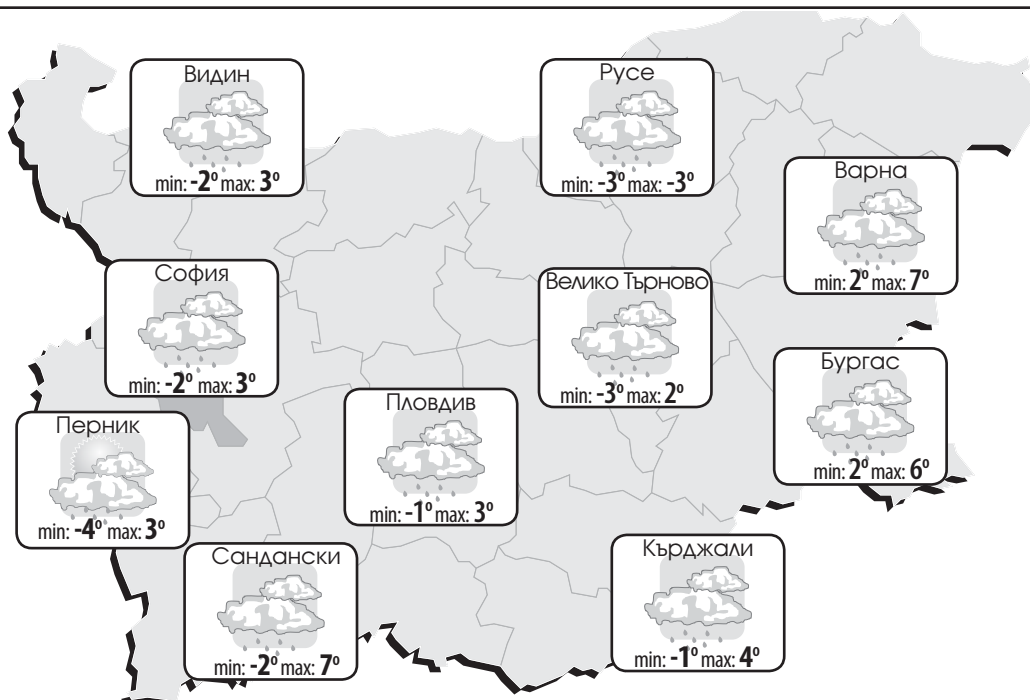 Видин
min: -2° max: 3°
Русе
min: -3° max: -3°
Варна
min: 2° max: 7°
София
min: -2° max: 3°
Велико Търново
min: -3° max: 2°
Бургас
min: 2° max: 6°
Пловдив
min: -1° max: 3°
Перник
min: -4° max: 3°
Сандански
min: -2° max: 7°
Кърджали
min: -1° max: 4°